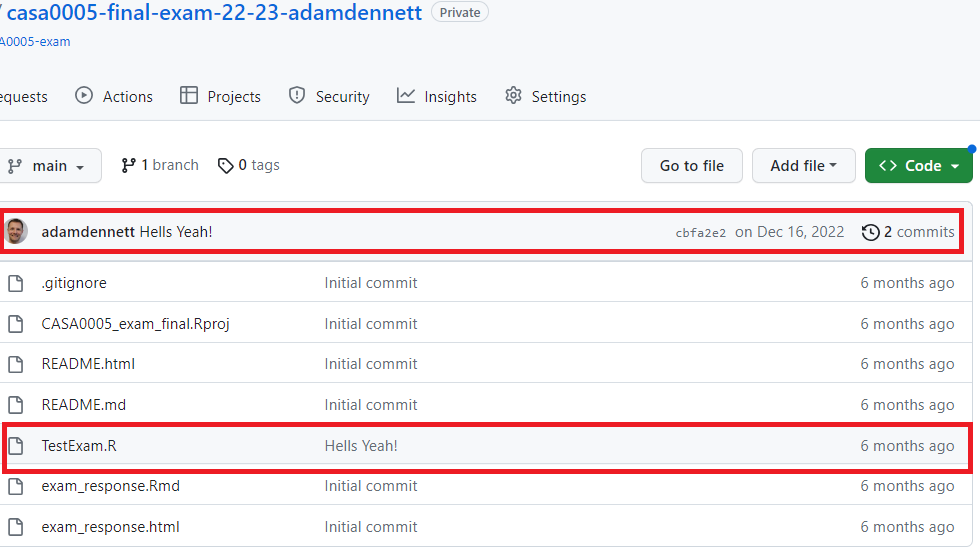 / casa0005-final-exam-22-23-adamdennett Private
A0005-exam
equests Actions Projects Security Insights Settings
main 1 branch 0 tags Go to file Add file Code
adamdennett Hells Yeah! cbfa2e2 on Dec 16, 2022 2 commits
.gitignore Initial commit 6 months ago
CASA0005_exam_final.Rproj Initial commit 6 months ago
README.html Initial commit 6 months ago
README.md Initial commit 6 months ago
TestExam.R Hells Yeah! 6 months ago
exam_response.Rmd Initial commit 6 months ago
exam_response.html Initial commit 6 months ago